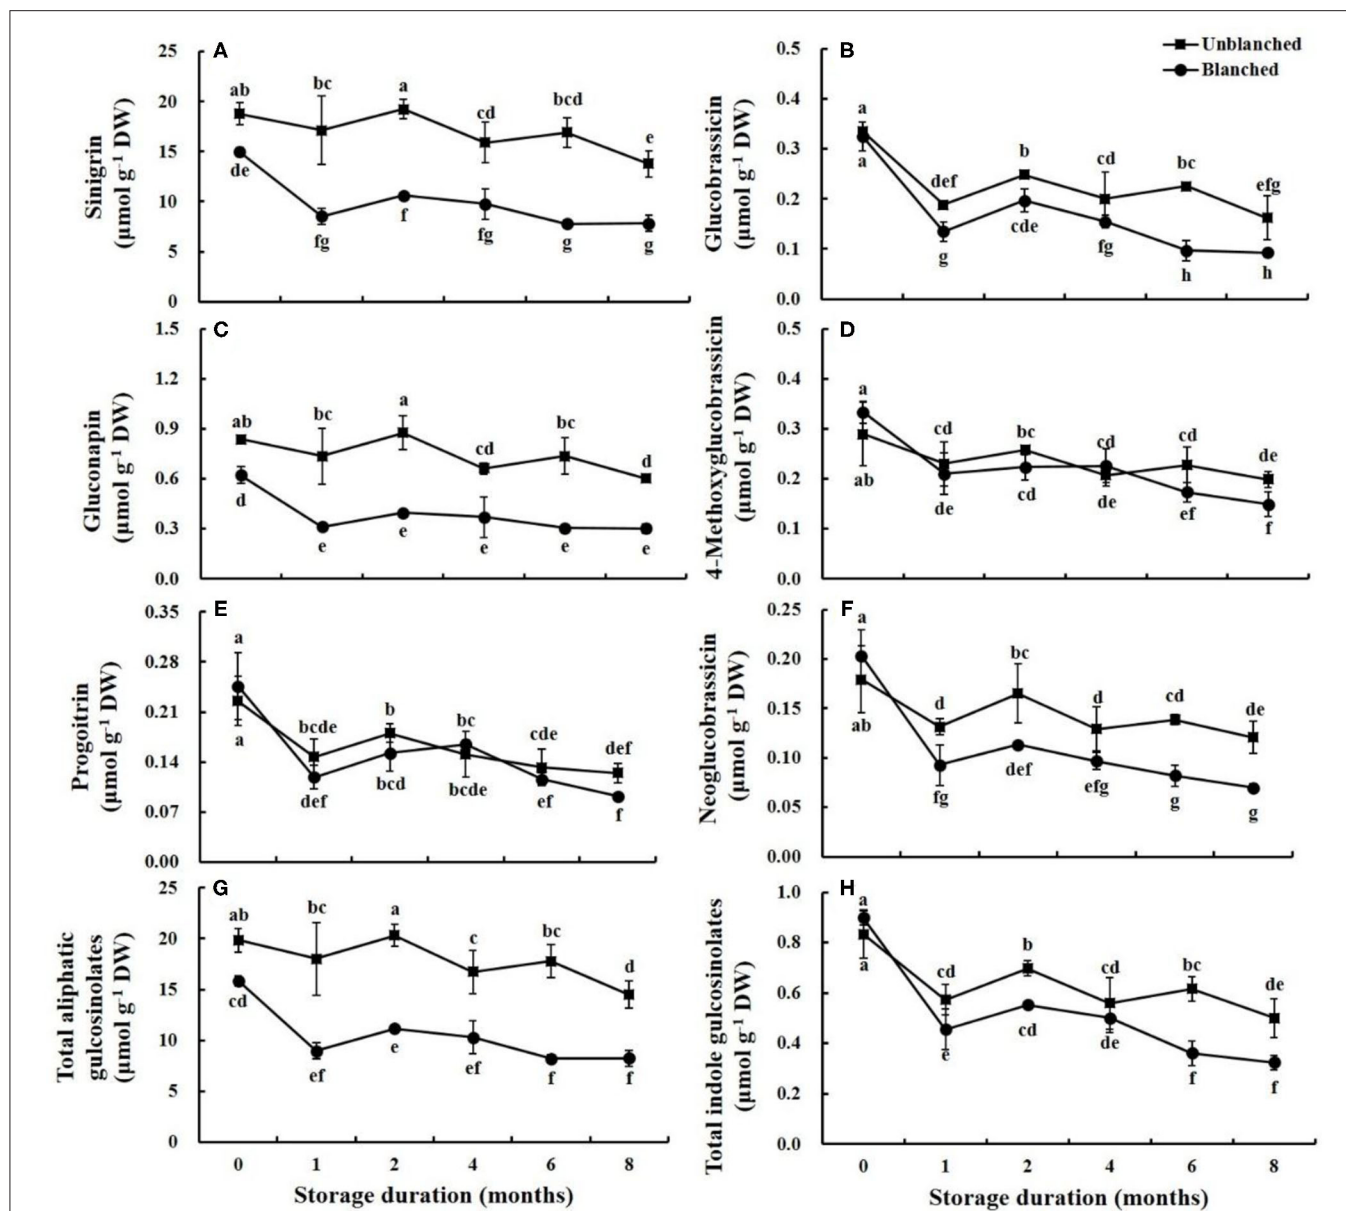 A
Sinigrin
(µmol g⁻¹ DW)
25
20
15
10
5
0
ab
bc
a
cd
bcd
e
de
fg
f
fg
g
g
B
Unblanched
Blanched
Glucobrassicin
(µmol g⁻¹ DW)
0.5
0.4
0.3
0.2
0.1
0.0
a
def
b
cd
bc
efg
a
g
cde
fg
h
h
C
Gluconapin
(µmol g⁻¹ DW)
1.5
1.2
0.9
0.6
0.3
0.0
ab
bc
a
cd
bc
d
d
e
e
e
e
e
D
4-Methoxyglucobrassicin
(µmol g⁻¹ DW)
0.5
0.4
0.3
0.2
0.1
0.0
a
cd
bc
cd
cd
de
ab
de
cd
de
ef
f
E
Progoitrin
(µmol g⁻¹ DW)
0.35
0.28
0.21
0.14
0.07
0.00
a
bcde
b
bc
cde
def
a
def
bcd
bcde
ef
f
F
Neoglucobrassicin
(µmol g⁻¹ DW)
0.25
0.20
0.15
0.10
0.05
0.00
a
d
bc
d
cd
de
ab
fg
def
efg
g
g
G
Total aliphatic
gulcosinolates
(µmol g⁻¹ DW)
25
20
15
10
5
0
ab
bc
a
c
bc
d
cd
ef
e
ef
f
f
0 1 2 4 6 8
Storage duration (months)
H
Total indole gulcosinolates
(µmol g⁻¹ DW)
1.0
0.8
0.6
0.4
0.2
0.0
a
cd
b
cd
bc
de
a
e
cd
de
f
f
0 1 2 4 6 8
Storage duration (months)